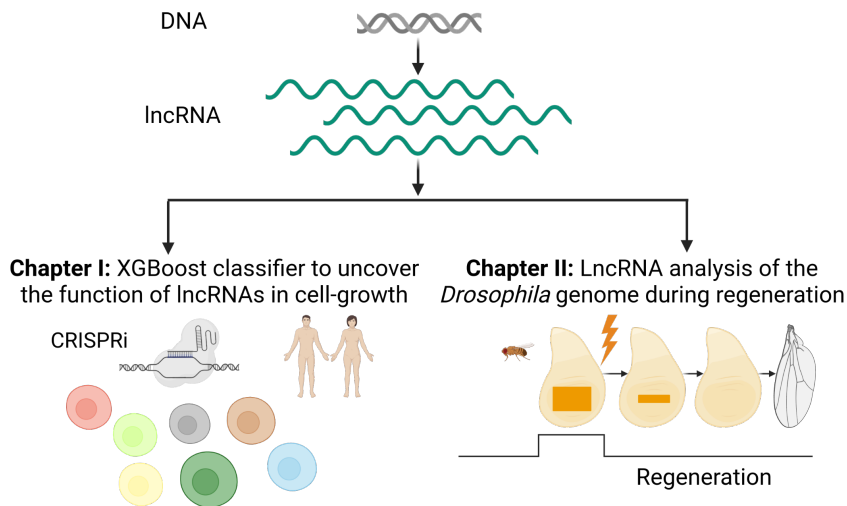 DNA
lncRNA
Chapter I: XGBoost classifier to uncover
the function of lncRNAs in cell-growth
CRISPRi
Chapter II: LncRNA analysis of the
Drosophila genome during regeneration
Regeneration